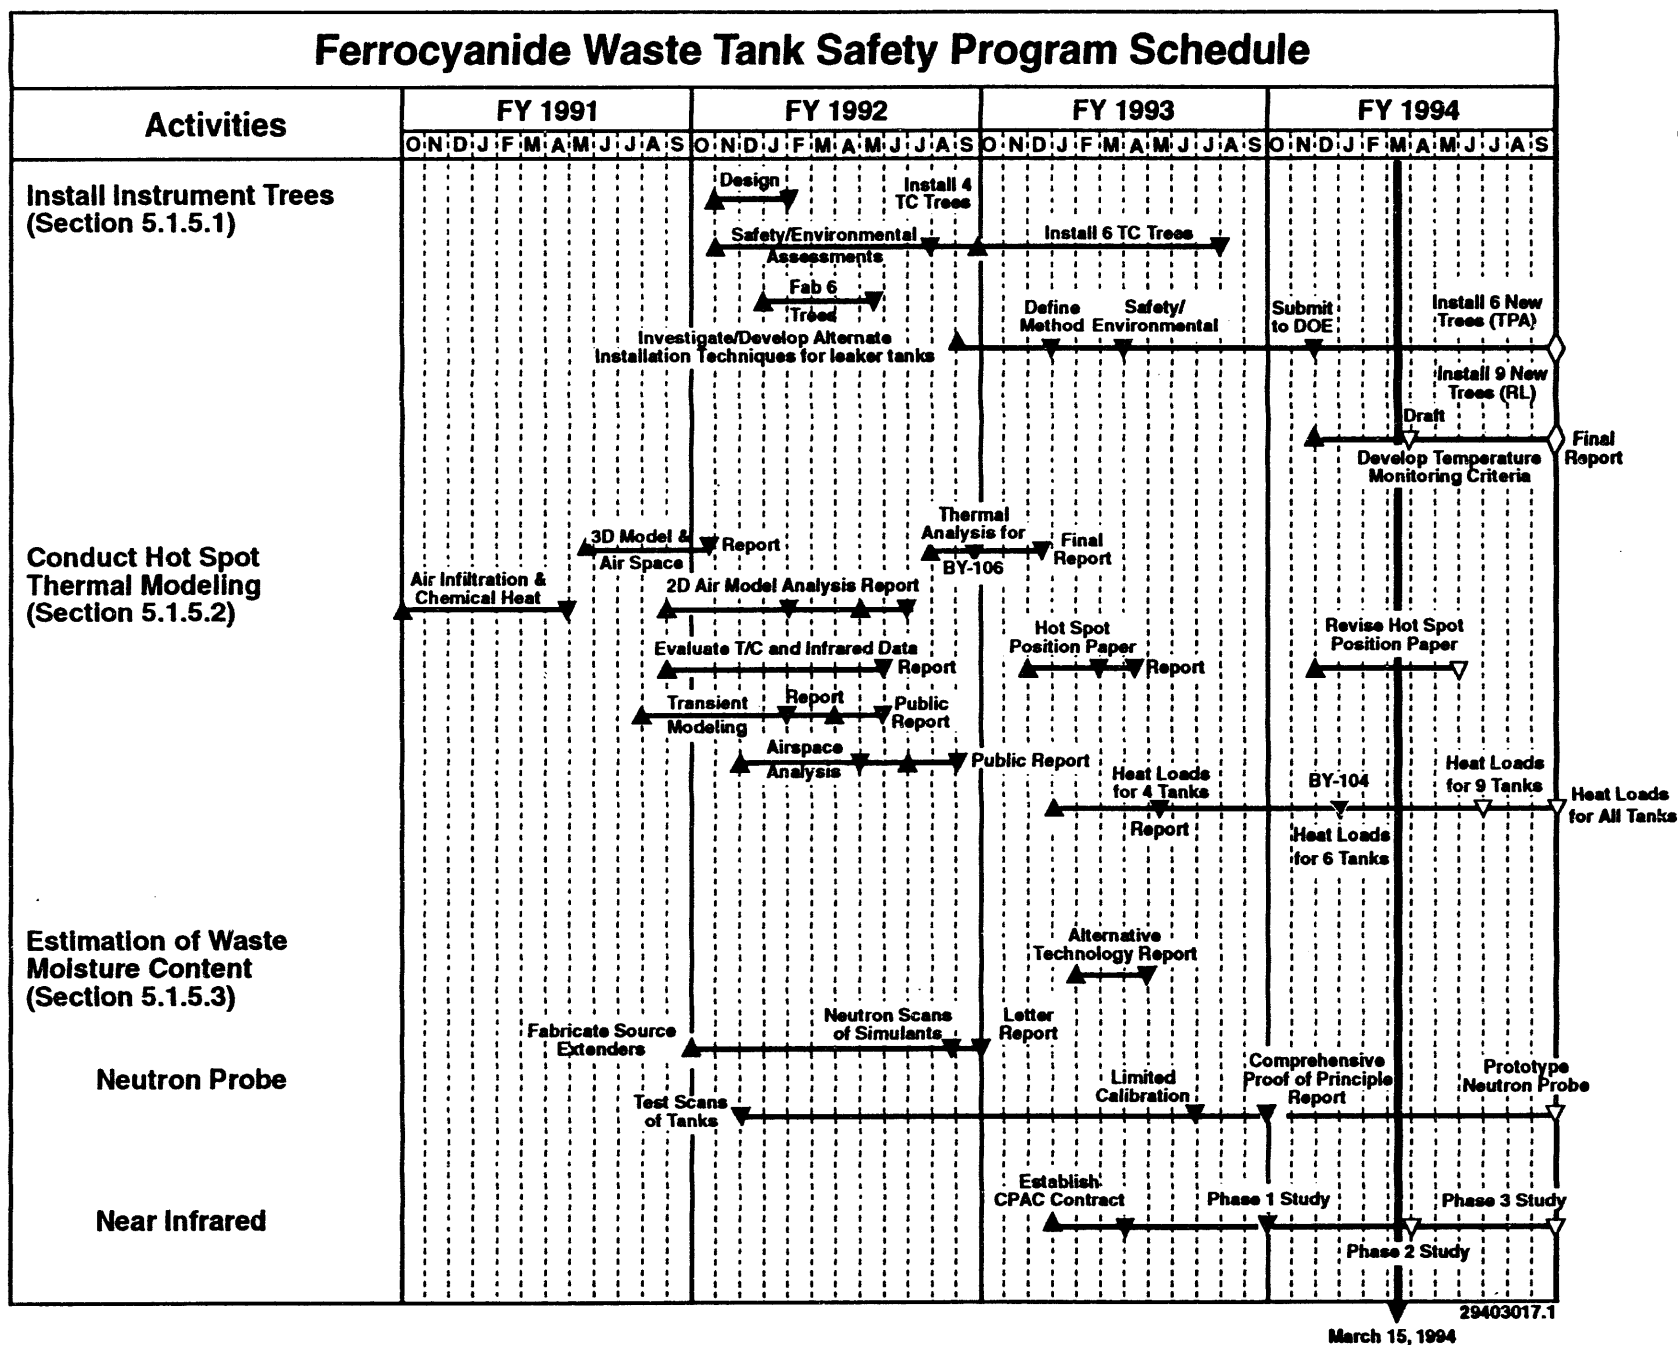 Ferrocyanide Waste Tank Safety Program Schedule
Activities
FY 1991
FY 1992
FY 1993
FY 1994
O N D J F M A M J J A S O N D J F M A M J J A S O N D J F M A M J J A S O N D J F M A M J J A S
Install Instrument Trees
(Section 5.1.5.1)
Design
Install 4
TC Trees
Safety/Environmental
Assessments
Install 6 TC Trees
Fab 6
Trees
Investigate/Develop Alternate
Installation Techniques for leaker tanks
Define
Method
Safety/
Environmental
Submit
to DOE
Install 6 New
Trees (TPA)
Install 9 New
Trees (RL)
Draft
Final
Report
Develop Temperature
Monitoring Criteria
Conduct Hot Spot
Thermal Modeling
(Section 5.1.5.2)
3D Model &
Air Space
Report
Thermal
Analysis for
BY-106
Final
Report
Air Infiltration &
Chemical Heat
2D Air Model Analysis Report
Evaluate T/C and Infrared Data
Report
Hot Spot
Position Paper
Report
Revise Hot Spot
Position Paper
Transient
Modeling
Report
Public
Report
Airspace
Analysis
Public Report
Heat Loads
for 4 Tanks
Report
BY-104
Heat Loads
for 6 Tanks
Heat Loads
for 9 Tanks
Heat Loads
for All Tanks
Estimation of Waste
Moisture Content
(Section 5.1.5.3)
Alternative
Technology Report
Neutron Probe
Fabricate Source
Extenders
Neutron Scans
of Simulants
Letter
Report
Test Scans
of Tanks
Limited
Calibration
Comprehensive
Proof of Principle
Report
Prototype
Neutron Probe
Near Infrared
Establish
CPAC Contract
Phase 1 Study
Phase 2 Study
Phase 3 Study
29403017.1
March 15, 1994